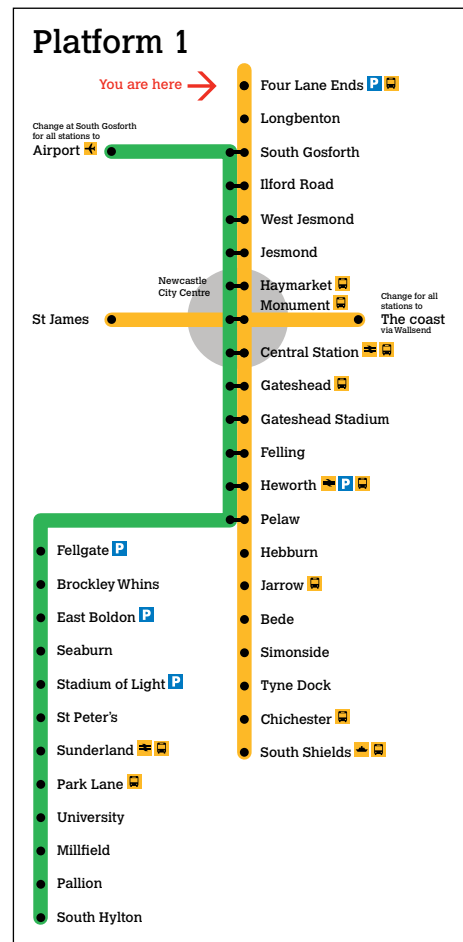 Platform 1
You are here
Four Lane Ends P
Longbenton
Change at South Gosforth
for all stations to
Airport
South Gosforth
Ilford Road
West Jesmond
Jesmond
Newcastle
City Centre
Haymarket
Monument
St James
Change for all
stations to
The coast
via Wallsend
Central Station
Gateshead
Gateshead Stadium
Felling
Heworth P
Pelaw
Hebburn
Jarrow
Bede
Simonside
Tyne Dock
Chichester
South Shields
Fellgate P
Brockley Whins
East Boldon P
Seaburn
Stadium of Light P
St Peter's
Sunderland
Park Lane
University
Millfield
Pallion
South Hylton